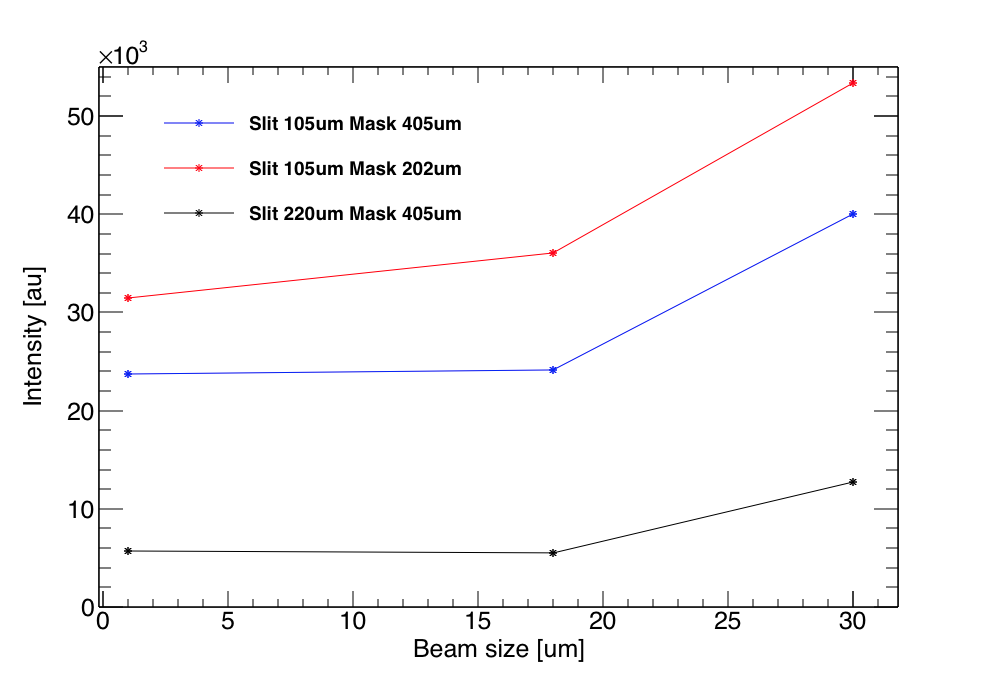 ×10³
50
40
30
20
10
0
Slit 105um Mask 405um
Slit 105um Mask 202um
Slit 220um Mask 405um
Intensity [au]
0 5 10 15 20 25 30
Beam size [um]